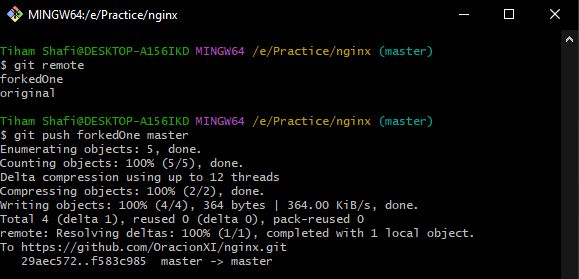 MINGW64:/e/Practice/nginx
Tiham Shafi@DESKTOP-A156IKD MINGW64 /e/Practice/nginx (master)
$ git remote
forkedOne
original
Tiham Shafi@DESKTOP-A156IKD MINGW64 /e/Practice/nginx (master)
$ git push forkedOne master
Enumerating objects: 5, done.
Counting objects: 100% (5/5), done.
Delta compression using up to 12 threads
Compressing objects: 100% (2/2), done.
Writing objects: 100% (4/4), 364 bytes | 364.00 KiB/s, done.
Total 4 (delta 1), reused 0 (delta 0), pack-reused 0
remote: Resolving deltas: 100% (1/1), completed with 1 local object.
To https://github.com/OracionXI/nginx.git
   29aec572..f583c985  master -> master